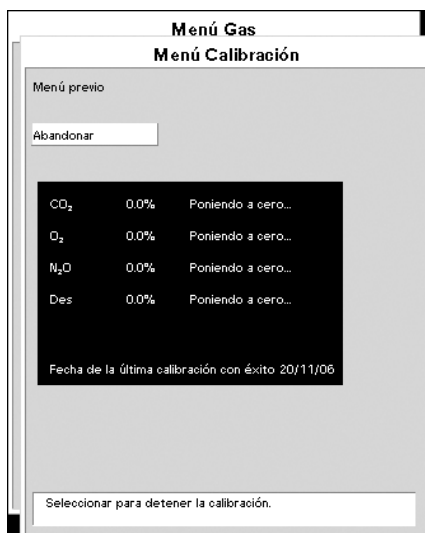 Menú Gas
Menú Calibración
Menú previo
Abandonar
CO₂ 0.0% Poniendo a cero...
O₂ 0.0% Poniendo a cero...
N₂O 0.0% Poniendo a cero...
Des 0.0% Poniendo a cero...
Fecha de la última calibración con éxito 20/11/06
Seleccionar para detener la calibración.